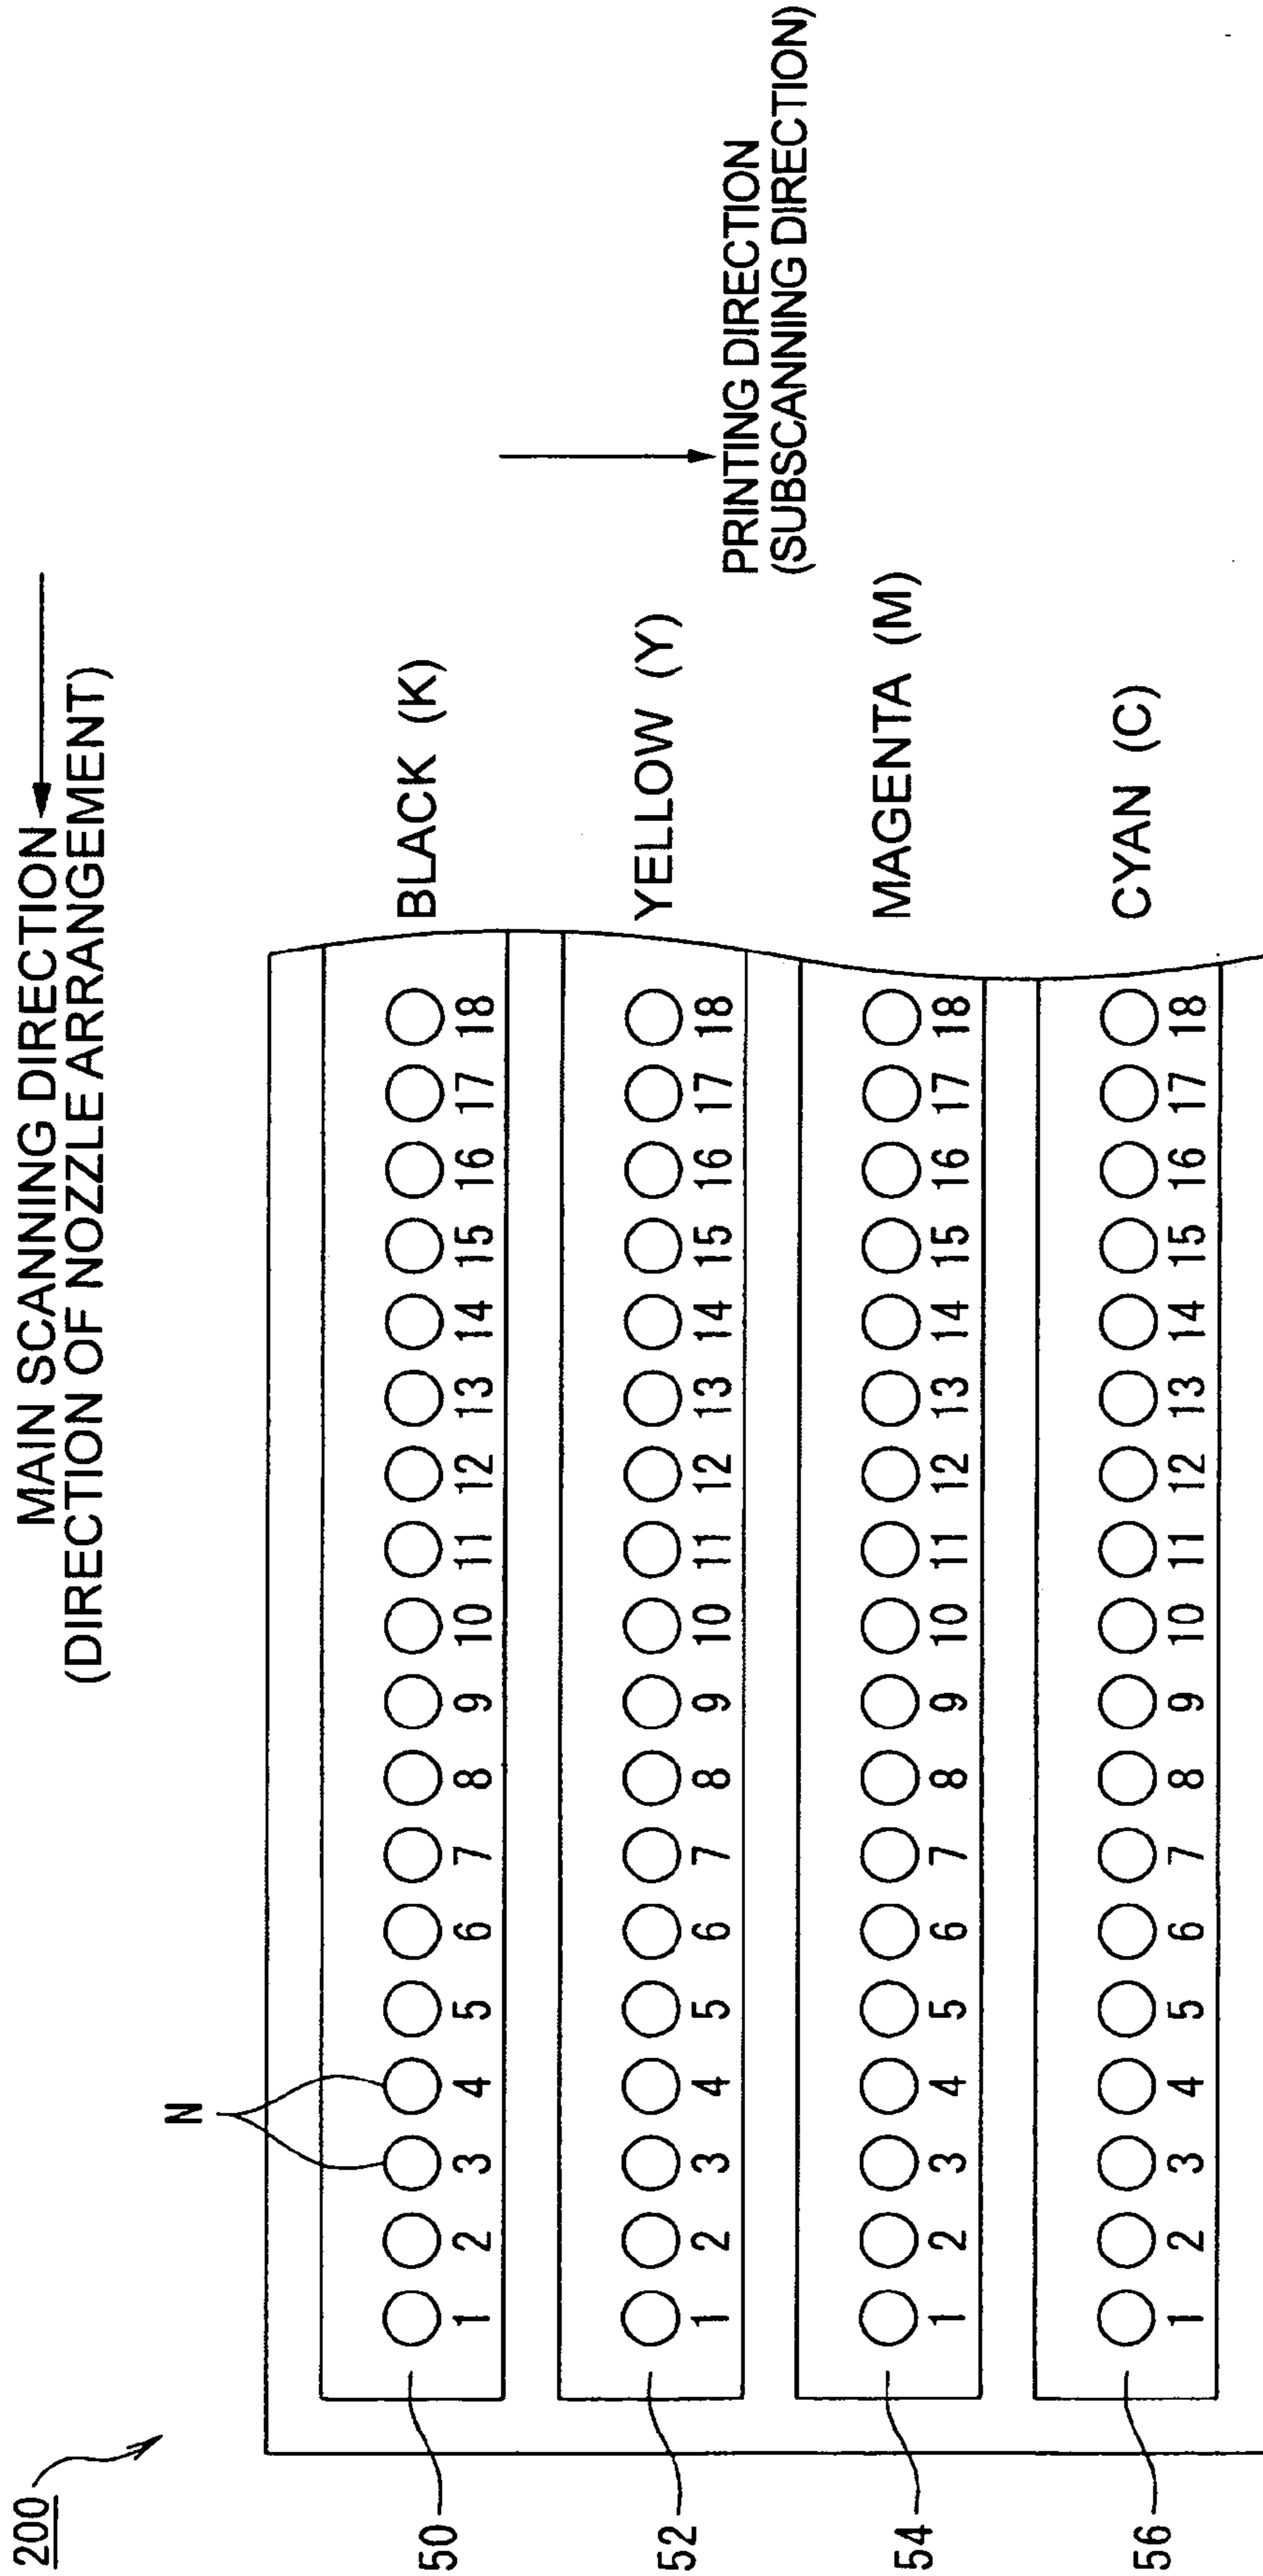 200
MAIN SCANNING DIRECTION
(DIRECTION OF NOZZLE ARRANGEMENT)
N
50
1 2 3 4 5 6 7 8 9 10 11 12 13 14 15 16 17 18
BLACK (K)
52
1 2 3 4 5 6 7 8 9 10 11 12 13 14 15 16 17 18
YELLOW (Y)
PRINTING DIRECTION
(SUBSCANNING DIRECTION)
54
1 2 3 4 5 6 7 8 9 10 11 12 13 14 15 16 17 18
MAGENTA (M)
56
1 2 3 4 5 6 7 8 9 10 11 12 13 14 15 16 17 18
CYAN (C)